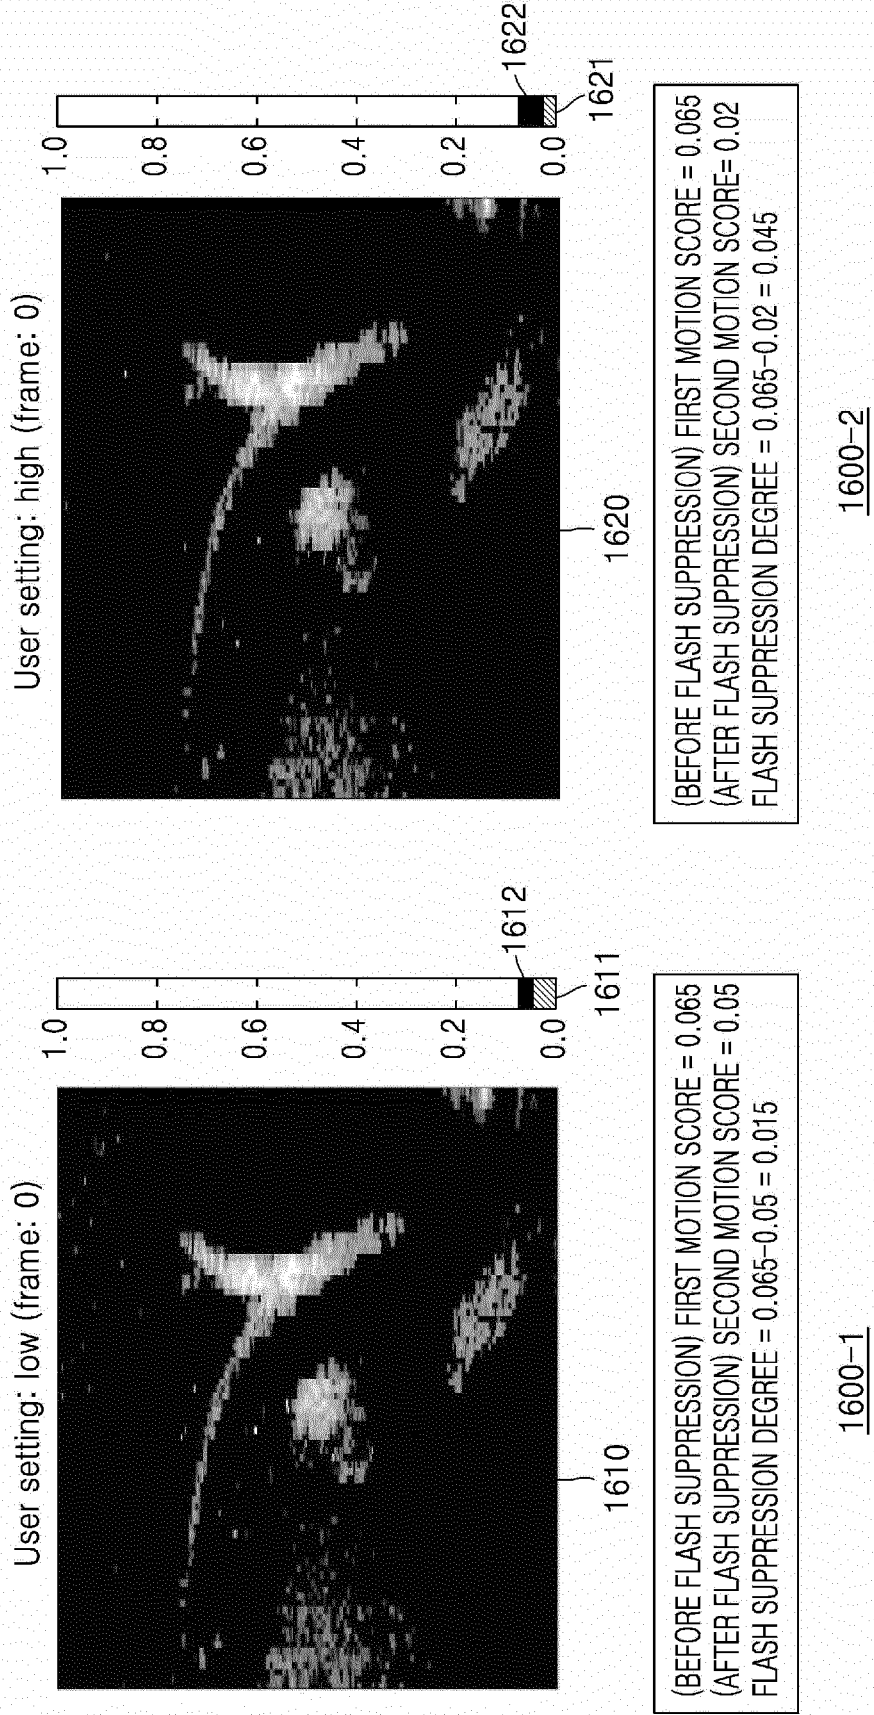 User setting: low (frame: 0)
1.0
0.8
0.6
0.4
0.2
0.0
1612
1611
1610
(BEFORE FLASH SUPPRESSION) FIRST MOTION SCORE = 0.065
(AFTER FLASH SUPPRESSION) SECOND MOTION SCORE = 0.05
FLASH SUPPRESSION DEGREE = 0.065-0.05 = 0.015
1600-1
User setting: high (frame: 0)
1.0
0.8
0.6
0.4
0.2
0.0
1622
1621
1620
(BEFORE FLASH SUPPRESSION) FIRST MOTION SCORE = 0.065
(AFTER FLASH SUPPRESSION) SECOND MOTION SCORE= 0.02
FLASH SUPPRESSION DEGREE = 0.065-0.02 = 0.045
1600-2